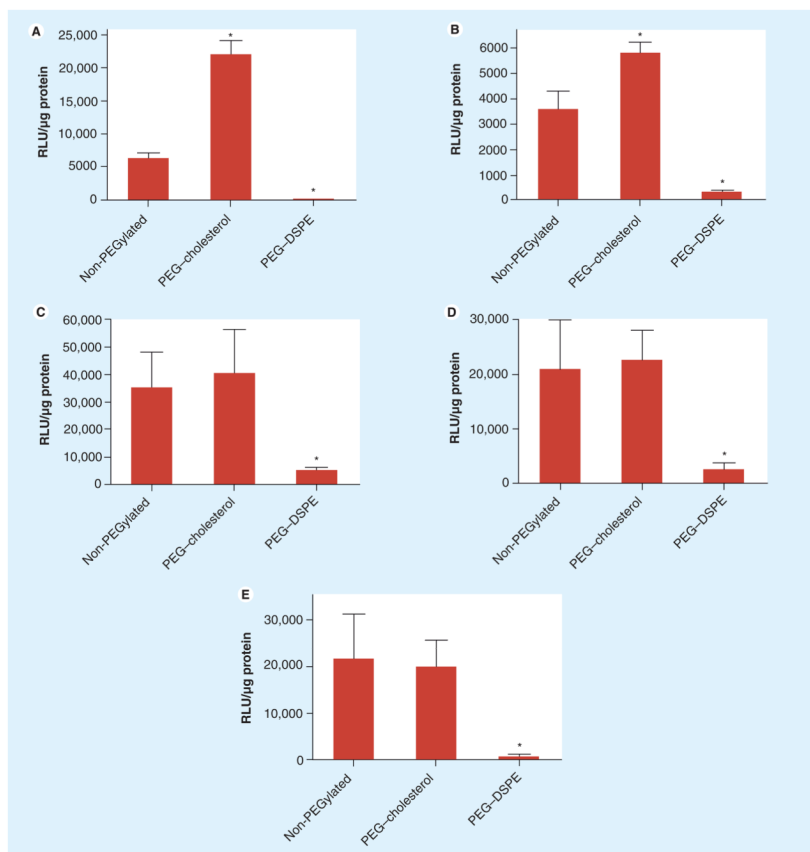 A
RLU/µg protein
25,000
20,000
15,000
10,000
5000
0
*
*
Non-PEGylated
PEG–cholesterol
PEG–DSPE
B
RLU/µg protein
6000
5000
4000
3000
2000
1000
0
*
*
Non-PEGylated
PEG–cholesterol
PEG–DSPE
C
RLU/µg protein
60,000
50,000
40,000
30,000
20,000
10,000
0
*
Non-PEGylated
PEG–cholesterol
PEG–DSPE
D
RLU/µg protein
30,000
20,000
10,000
0
*
Non-PEGylated
PEG–cholesterol
PEG–DSPE
E
RLU/µg protein
30,000
20,000
10,000
0
*
Non-PEGylated
PEG–cholesterol
PEG–DSPE